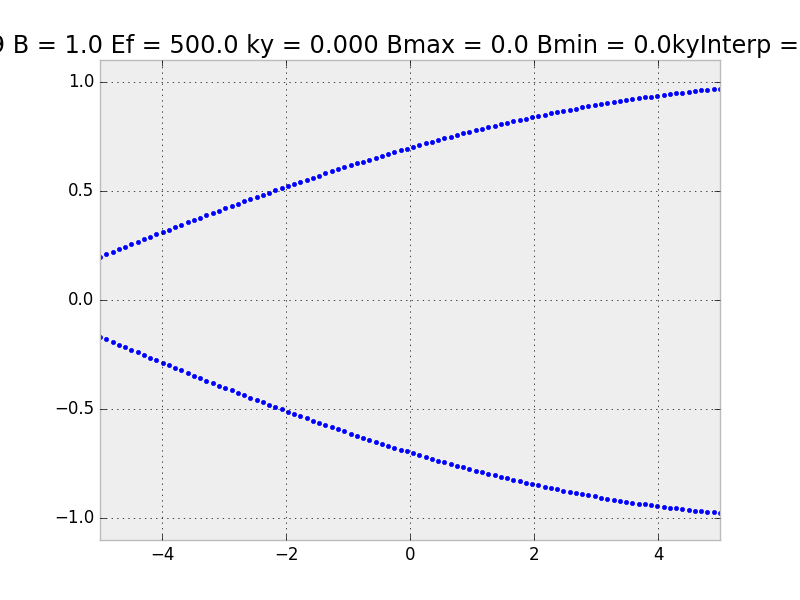 9 B = 1.0 Ef = 500.0 ky = 0.000 Bmax = 0.0 Bmin = 0.0kyInterp =
1.0
0.5
0.0
−0.5
−1.0
−4 −2 0 2 4